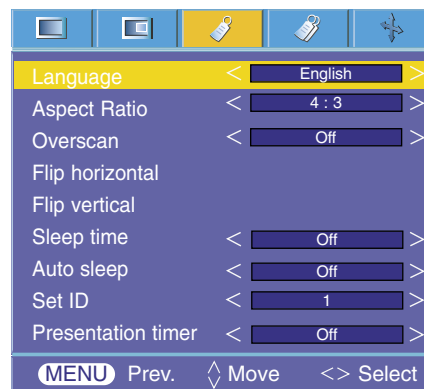 Language < English >
Aspect Ratio < 4 : 3 >
Overscan < Off >
Flip horizontal
Flip vertical
Sleep time < Off >
Auto sleep < Off >
Set ID < 1 >
Presentation timer < Off >
MENU Prev. ◇ Move <> Select